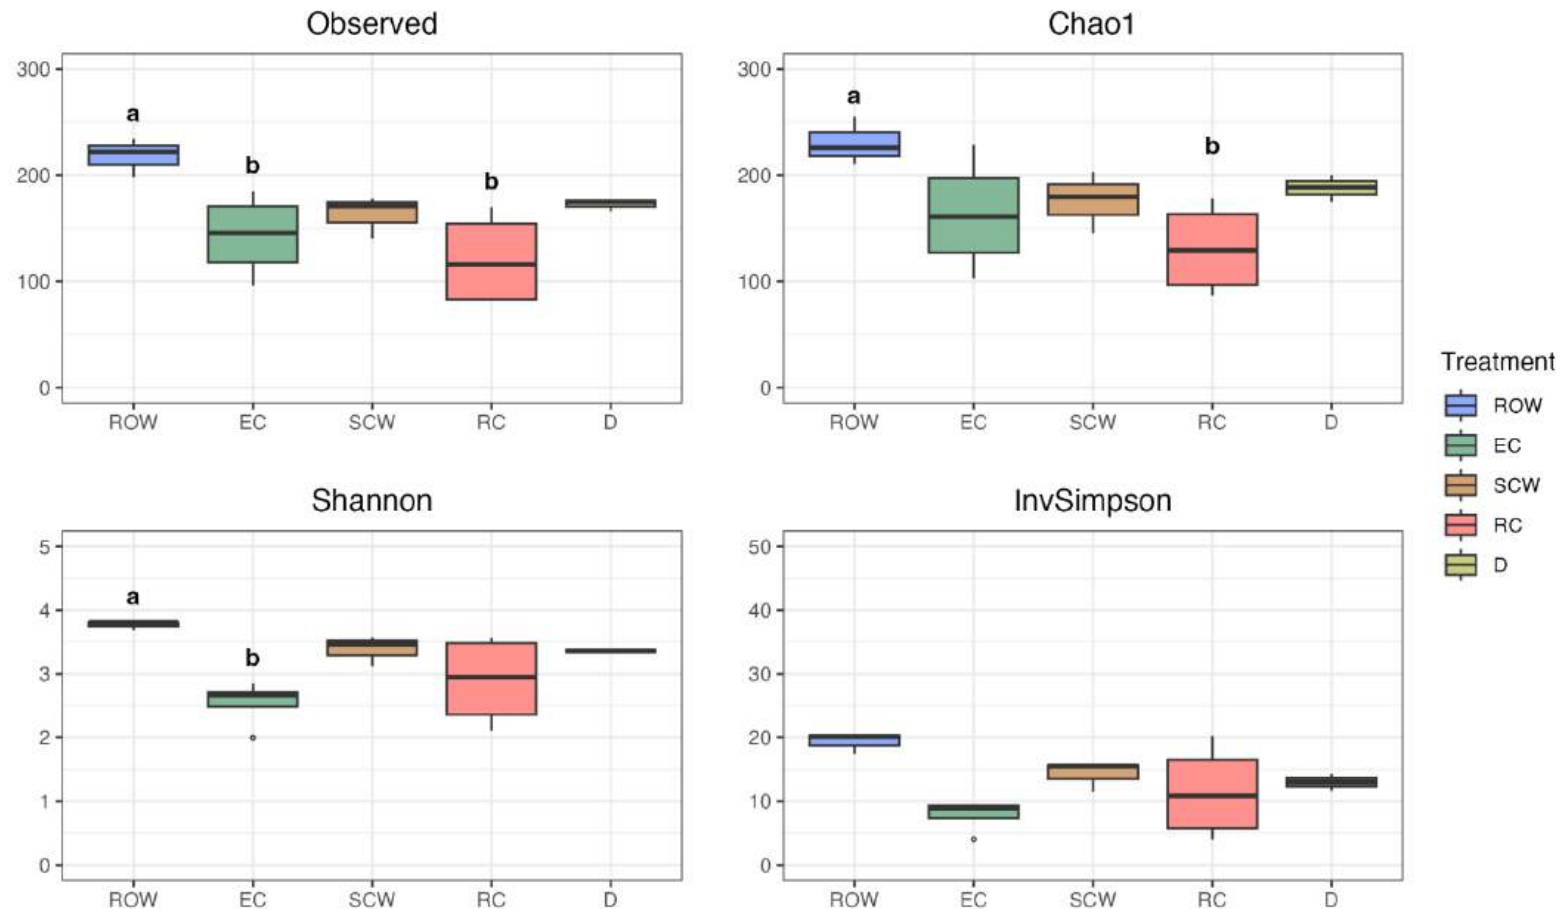 Observed
300
200
100
0
a
b
b
ROW EC SCW RC D
Chao1
300
200
100
0
a
b
ROW EC SCW RC D
Shannon
5
4
3
2
1
0
a
b
ROW EC SCW RC D
InvSimpson
50
40
30
20
10
0
ROW EC SCW RC D
Treatment
ROW
EC
SCW
RC
D